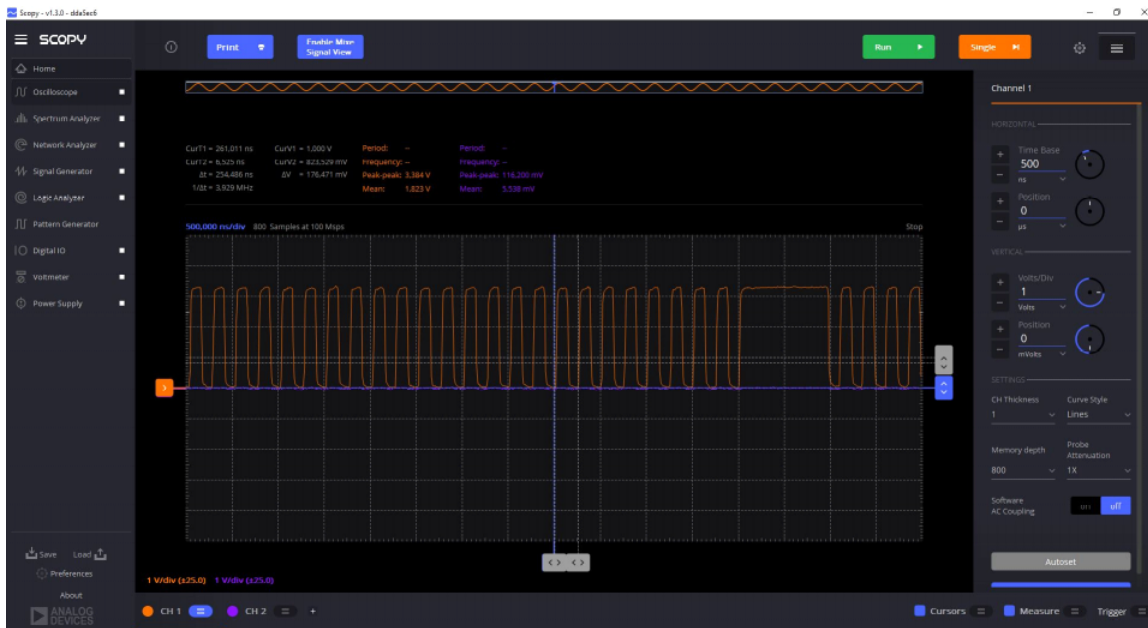 Scopy - v1.3.0 - dda5ec6
SCOPY
Print
Enable Mixed
Signal View
Run
Single
Home
Oscilloscope
Spectrum Analyzer
Network Analyzer
Signal Generator
Logic Analyzer
Pattern Generator
Digital IO
Voltmeter
Power Supply
CurT1 = 261,011 ns CurV1 = 1,000 V Period: -- Period: --
CurT2 = 6,525 ns CurV2 = 823,529 mV Frequency: -- Frequency: --
Δt = 254,486 ns ΔV = 176,471 mV Peak-peak: 3,384 V Peak-peak: 116,200 mV
1/Δt = 3,929 MHz Mean: 1,823 V Mean: 5,538 mV
500,000 ns/div 800 Samples at 100 Msps Stop
Channel 1
HORIZONTAL
Time Base
500
ns
Position
0
µs
VERTICAL
Volts/Div
1
Volts
Position
0
mVolts
SETTINGS
CH Thickness Curve Style
1 Lines
Memory depth Probe Attenuation
800 1X
Software
AC Coupling
on off
Autoset
Save Load
Preferences
About
ANALOG
DEVICES
1 V/div (±25.0) 1 V/div (±25.0)
CH 1 CH 2 + Cursors Measure Trigger